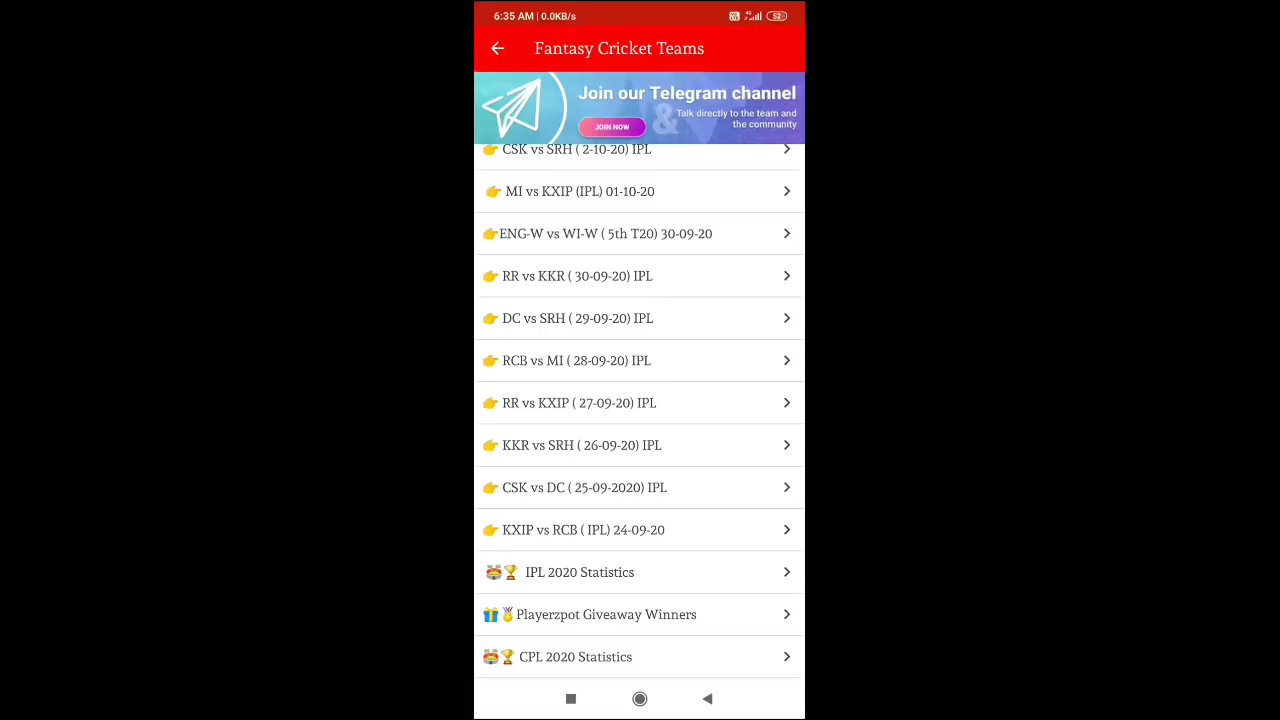 6:35 AM | 0.0KB/s
4G
52
Fantasy Cricket Teams
Join our Telegram channel
Talk directly to the team and
the community
JOIN NOW
&
👉 CSK vs SRH ( 2-10-20) IPL
👉 MI vs KXIP (IPL) 01-10-20
👉ENG-W vs WI-W ( 5th T20) 30-09-20
👉 RR vs KKR ( 30-09-20) IPL
👉 DC vs SRH ( 29-09-20) IPL
👉 RCB vs MI ( 28-09-20) IPL
👉 RR vs KXIP ( 27-09-20) IPL
👉 KKR vs SRH ( 26-09-20) IPL
👉 CSK vs DC ( 25-09-2020) IPL
👉 KXIP vs RCB ( IPL) 24-09-20
🏟🏆 IPL 2020 Statistics
🎁🏅Playerzpot Giveaway Winners
🏟🏆 CPL 2020 Statistics